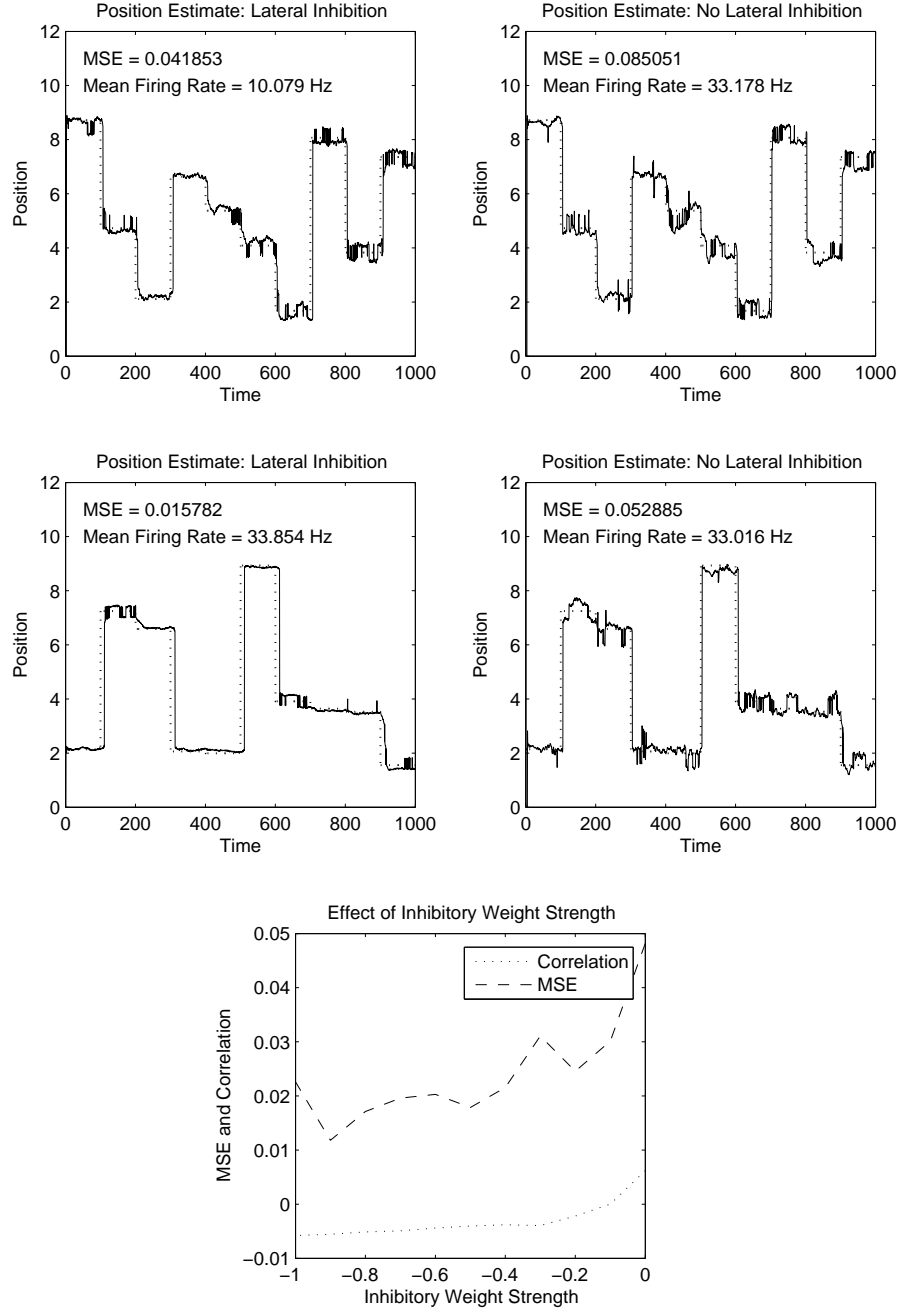 Position Estimate: Lateral Inhibition
MSE = 0.041853
Mean Firing Rate = 10.079 Hz
12
10
8
6
4
2
0
Position
0 200 400 600 800 1000
Time
Position Estimate: No Lateral Inhibition
MSE = 0.085051
Mean Firing Rate = 33.178 Hz
12
10
8
6
4
2
0
Position
0 200 400 600 800 1000
Time
Position Estimate: Lateral Inhibition
MSE = 0.015782
Mean Firing Rate = 33.854 Hz
12
10
8
6
4
2
0
Position
0 200 400 600 800 1000
Time
Position Estimate: No Lateral Inhibition
MSE = 0.052885
Mean Firing Rate = 33.016 Hz
12
10
8
6
4
2
0
Position
0 200 400 600 800 1000
Time
Effect of Inhibitory Weight Strength
0.05
0.04
0.03
0.02
0.01
0
−0.01
MSE and Correlation
Correlation
MSE
−1 −0.8 −0.6 −0.4 −0.2 0
Inhibitory Weight Strength